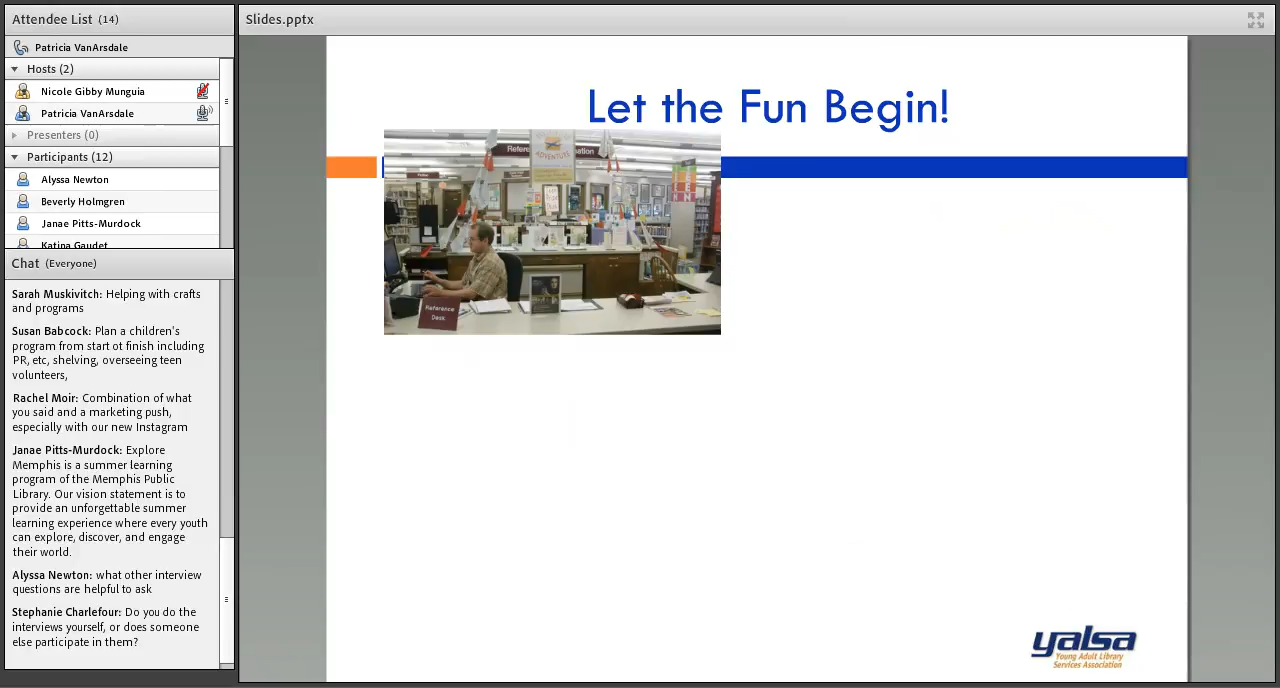 Attendee List (14)
Patricia VanArsdale
Hosts (2)
Nicole Gibby Munguia
Patricia VanArsdale
Presenters (0)
Participants (12)
Alyssa Newton
Beverly Holmgren
Janae Pitts-Murdock
Katina Gaudet
Chat (Everyone)
Sarah Muskivitch: Helping with crafts
and programs
Susan Babcock: Plan a children's
program from start ot finish including
PR, etc, shelving, overseeing teen
volunteers,
Rachel Moir: Combination of what
you said and a marketing push,
especially with our new Instagram
Janae Pitts-Murdock: Explore
Memphis is a summer learning
program of the Memphis Public
Library. Our vision statement is to
provide an unforgettable summer
learning experience where every youth
can explore, discover, and engage
their world.
Alyssa Newton: what other interview
questions are helpful to ask
Stephanie Charlefour: Do you do the
interviews yourself, or does someone
else participate in them?
Slides.pptx
Let the Fun Begin!
ADVENTURE
Reference
Desk
yalsa
Young Adult Library
Services Association